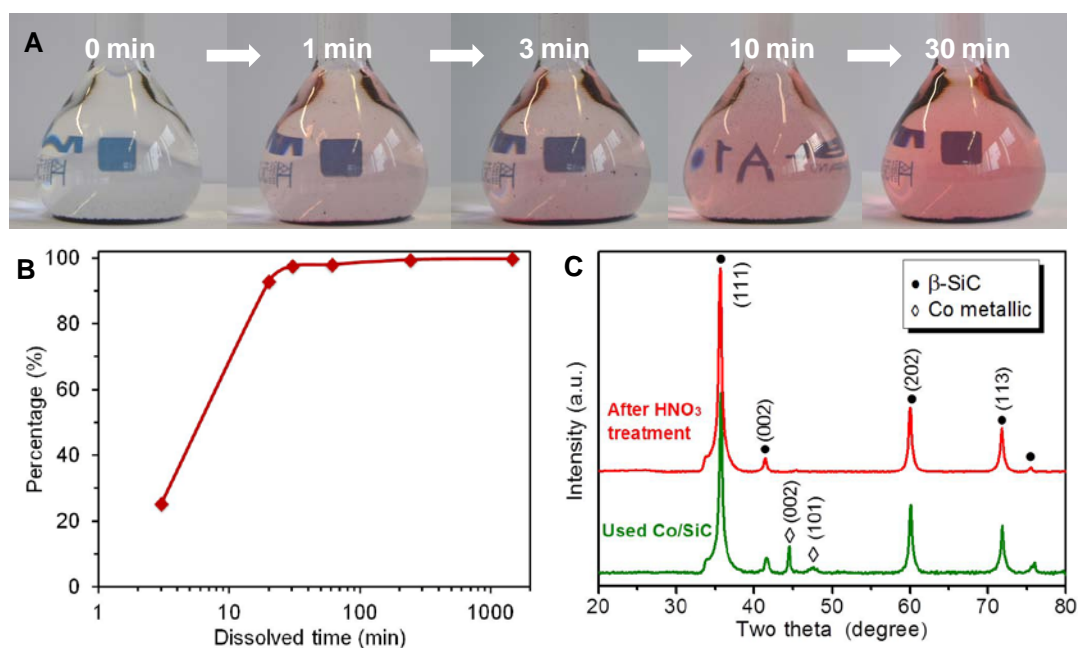 A
0 min
1 min
3 min
10 min
30 min
A1
B
100
80
60
40
20
0
Percentage (%)
1
10
100
1000
Dissolved time (min)
C
● β-SiC
◊ Co metallic
(111)
(002)
(202)
(113)
After HNO₃
treatment
(002)
(101)
Used Co/SiC
Intensity (a.u.)
20
30
40
50
60
70
80
Two theta (degree)